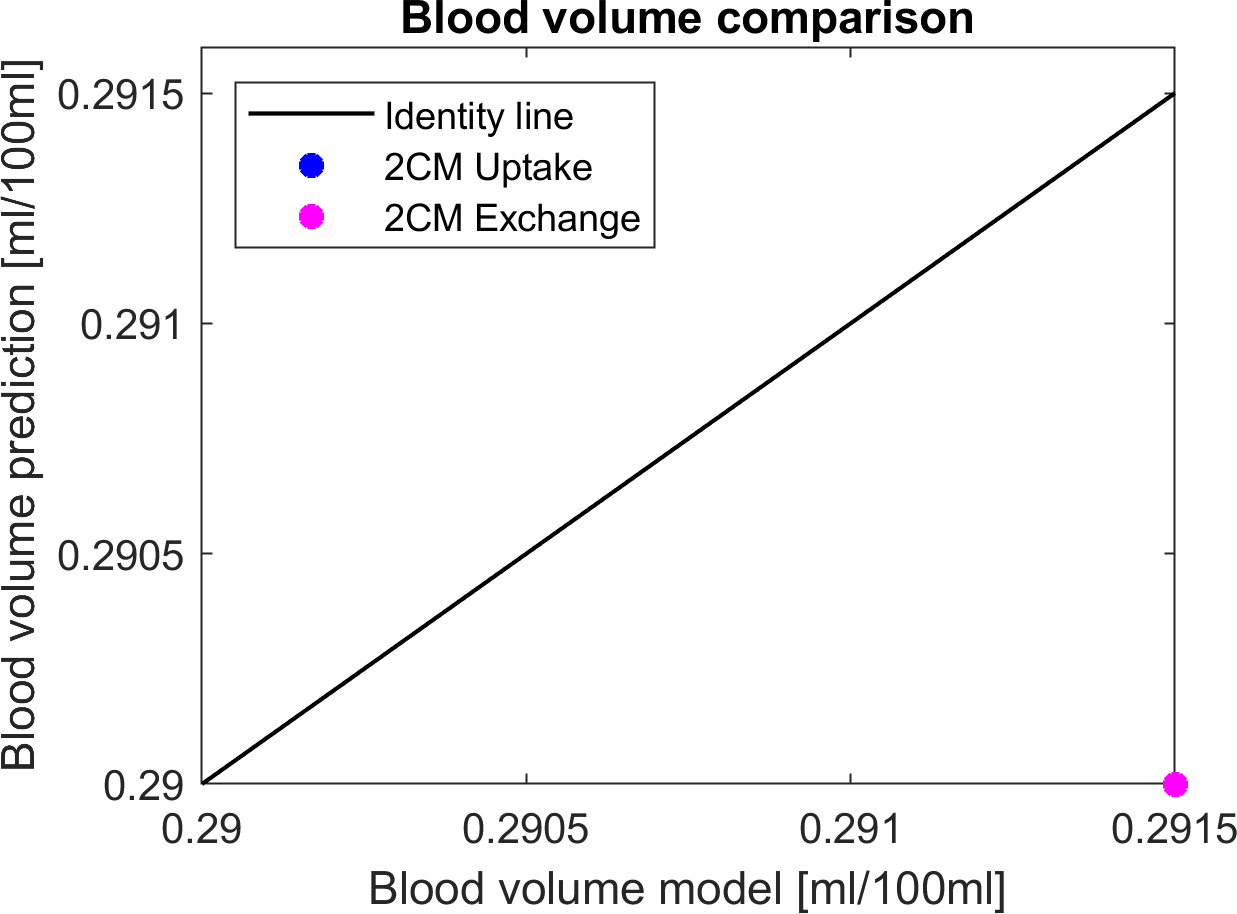 Blood volume comparison
Blood volume prediction [ml/100ml]
0.2915
0.291
0.2905
0.29
Identity line
2CM Uptake
2CM Exchange
0.29 0.2905 0.291 0.2915
Blood volume model [ml/100ml]